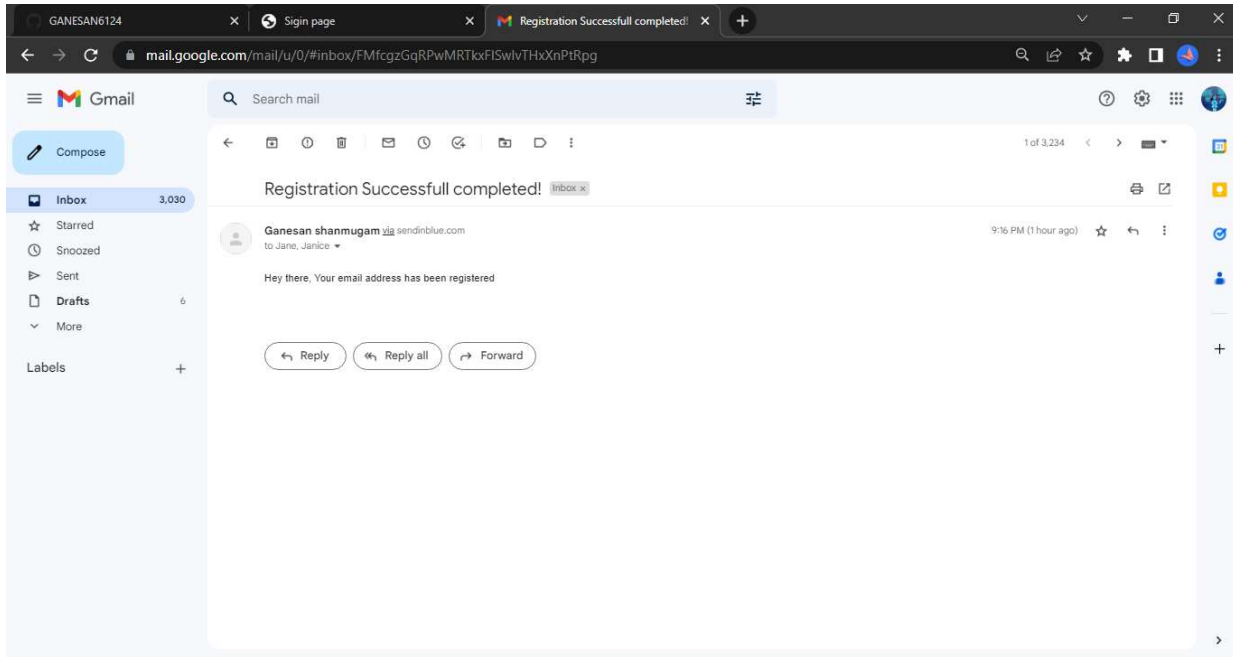 GANESAN6124
Sigin page
Registration Successfull completed!
mail.google.com/mail/u/0/#inbox/FMfcgzGqRPwMRTkxFlSwlvTHxXnPtRpg
Gmail
Search mail
Compose
1 of 3,234
Inbox 3,030
Starred
Snoozed
Sent
Drafts 6
More
Labels
Registration Successfull completed! Inbox x
Ganesan shanmugam via sendinblue.com
9:16 PM (1 hour ago)
to Jane, Janice
Hey there, Your email address has been registered
Reply Reply all Forward
31